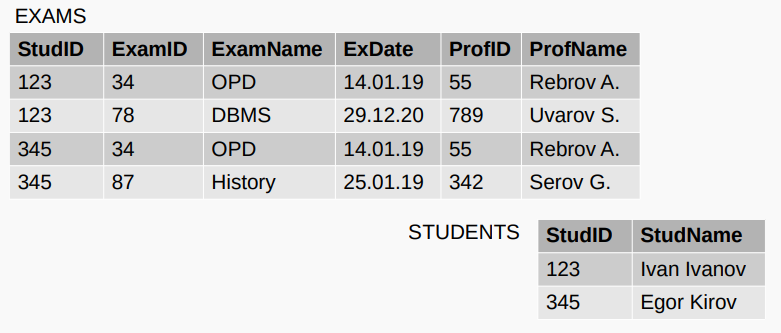 EXAMS
StudID ExamID ExamName ExDate ProfID ProfName
123 34 OPD 14.01.19 55 Rebrov A.
123 78 DBMS 29.12.20 789 Uvarov S.
345 34 OPD 14.01.19 55 Rebrov A.
345 87 History 25.01.19 342 Serov G.
STUDENTS
StudID StudName
123 Ivan Ivanov
345 Egor Kirov